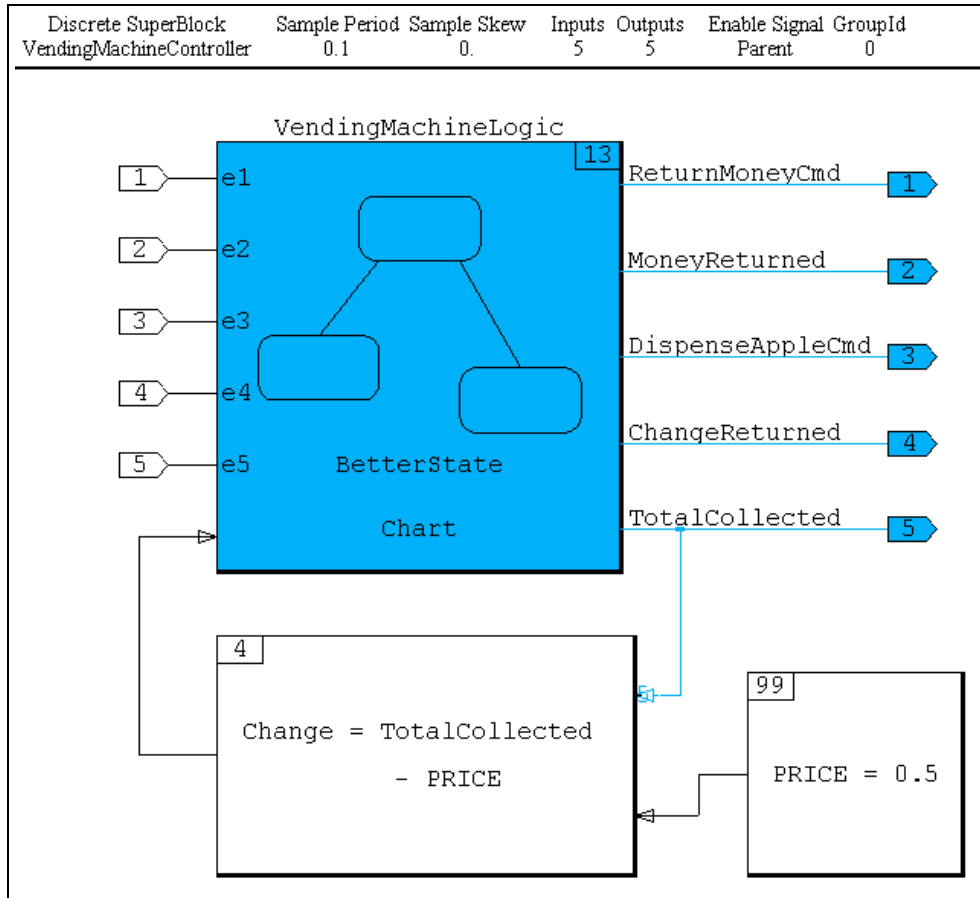 Discrete SuperBlock Sample Period Sample Skew Inputs Outputs Enable Signal GroupId
VendingMachineController 0.1 0. 5 5 Parent 0
VendingMachineLogic
13
1 e1 ReturnMoneyCmd 1
2 e2 MoneyReturned 2
3 e3 DispenseAppleCmd 3
4 e4 ChangeReturned 4
5 e5 BetterState
Chart TotalCollected 5
4
5
99
Change = TotalCollected
- PRICE
PRICE = 0.5